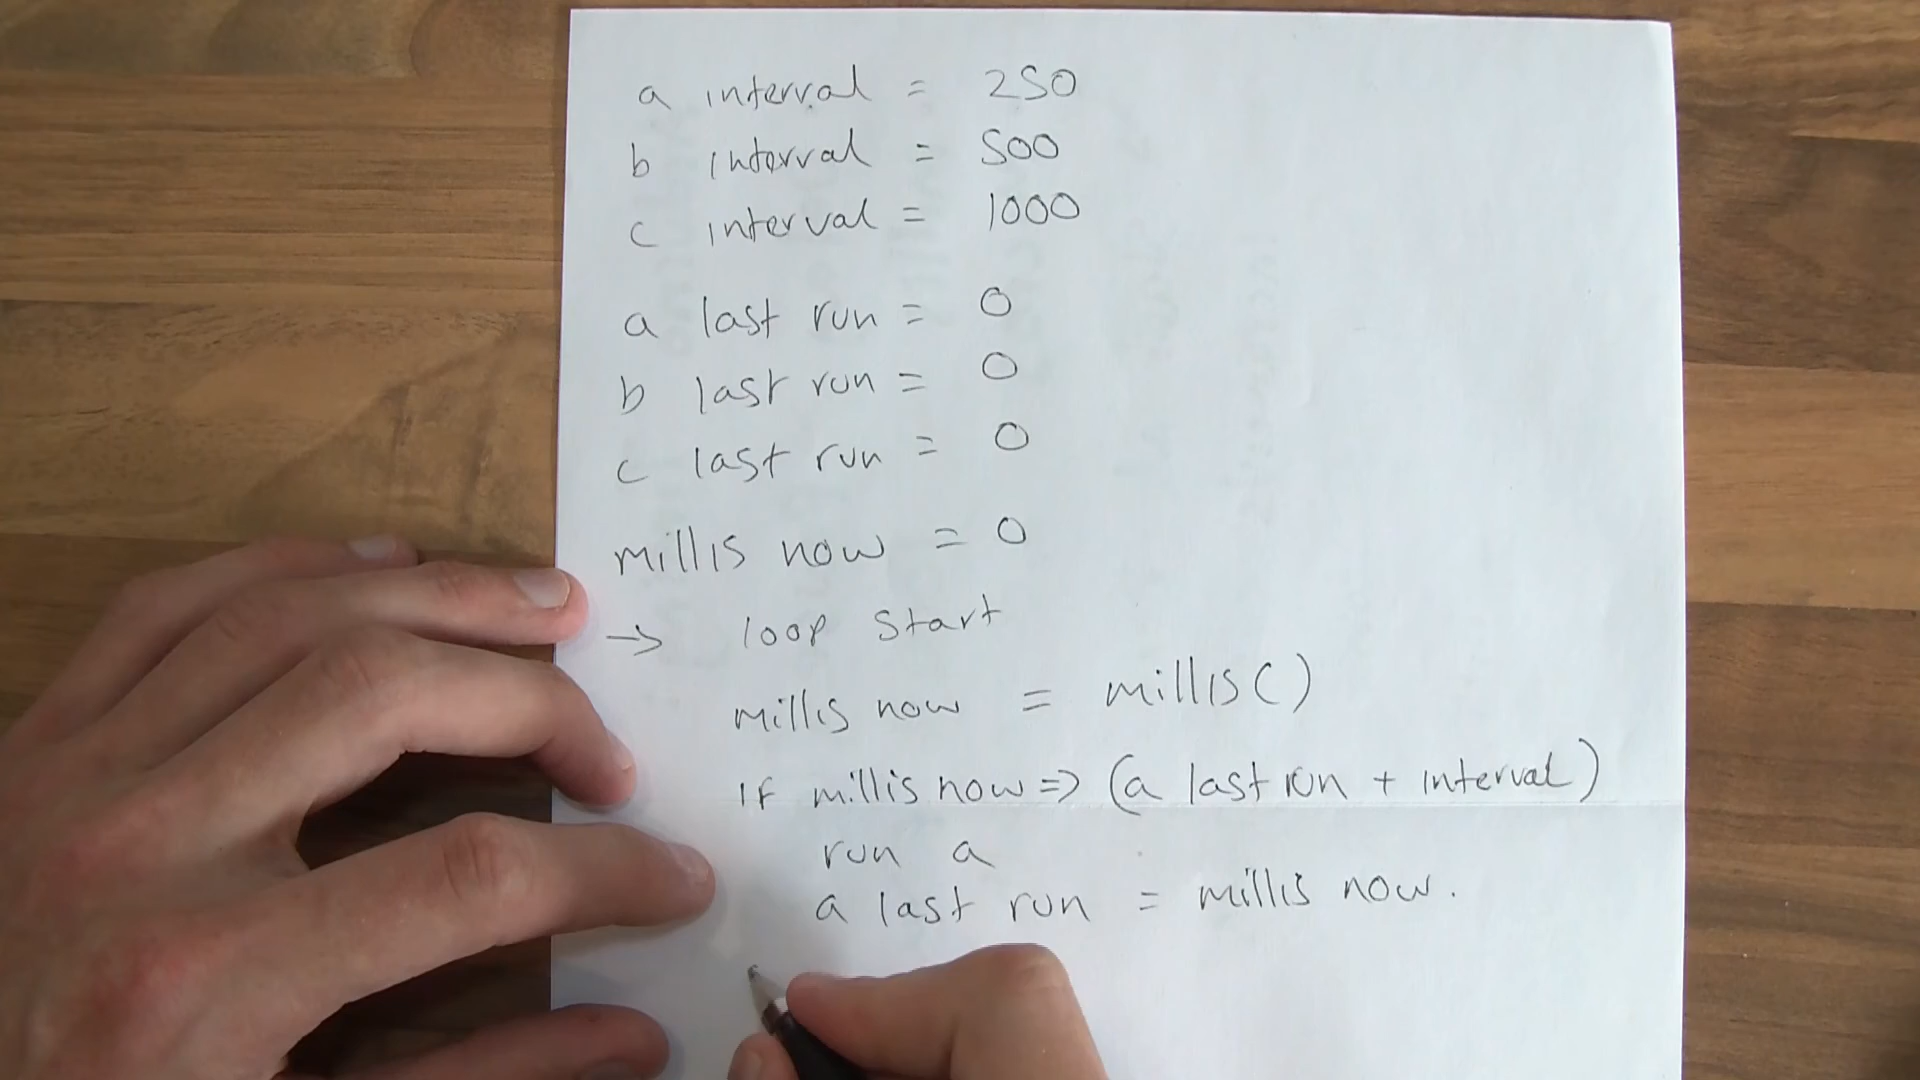 a interval = 250
b interval = 500
c interval = 1000
a last run = 0
b last run = 0
c last run = 0
millis now = 0
→ loop start
millis now = millis()
if millis now => (a last run + interval)
run a
a last run = millis now.